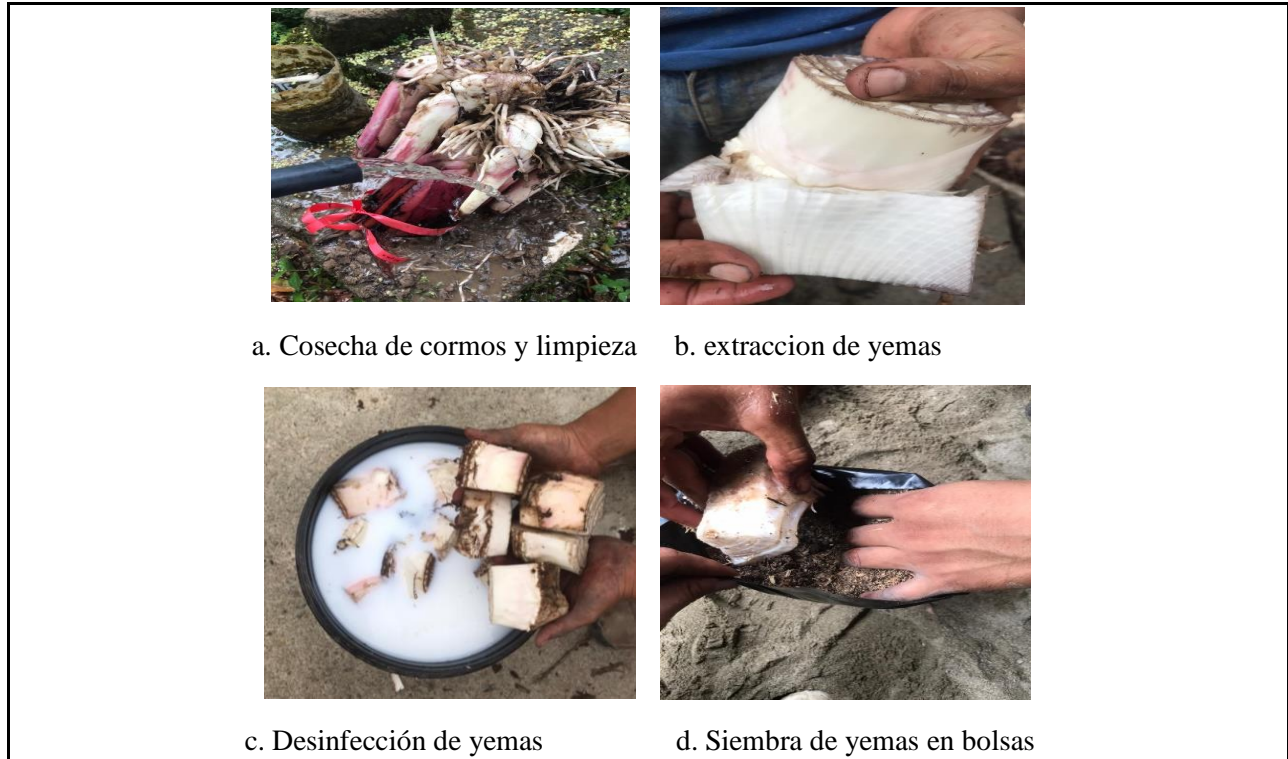 a. Cosecha de cormos y limpieza b. extraccion de yemas
c. Desinfección de yemas d. Siembra de yemas en bolsas